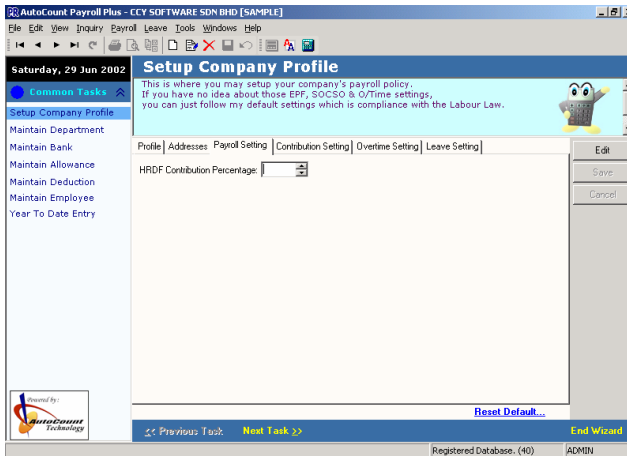 AutoCount Payroll Plus - CCY SOFTWARE SDN BHD [SAMPLE]
File Edit View Inquiry Payroll Leave Tools Windows Help
Saturday, 29 Jun 2002
Setup Company Profile
This is where you may setup your company's payroll policy.
If you have no idea about those EPF, SOCSO & O/Time settings,
you can just follow my default settings which is compliance with the Labour Law.
Common Tasks
Setup Company Profile
Maintain Department
Maintain Bank
Maintain Allowance
Maintain Deduction
Maintain Employee
Year To Date Entry
Profile Addresses Payroll Setting Contribution Setting Overtime Setting Leave Setting
HRDF Contribution Percentage:
Edit
Save
Cancel
Reset Default...
Powered by:
AutoCount
Technology
<< Previous Task Next Task >> End Wizard
Registered Database. (40) ADMIN